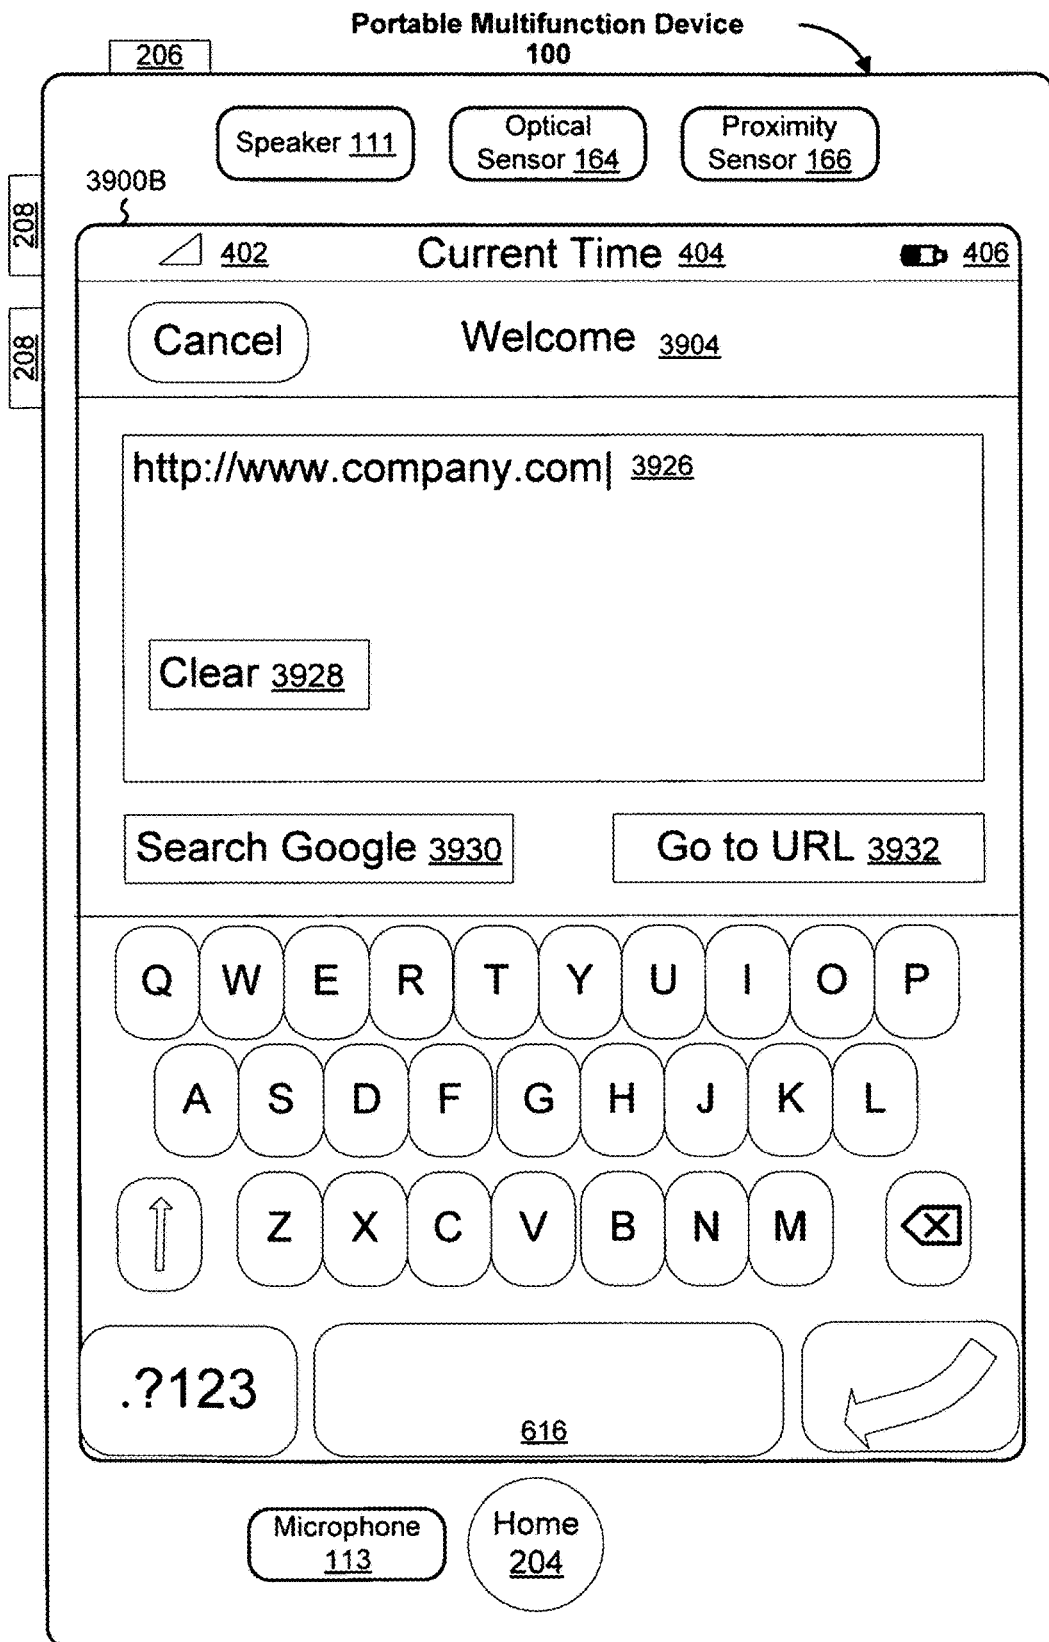 Portable Multifunction Device
100
206
Speaker 111
Optical
Sensor 164
Proximity
Sensor 166
3900B
208
208
402
Current Time 404
406
Cancel
Welcome 3904
http://www.company.com| 3926
Clear 3928
Search Google 3930
Go to URL 3932
Q W E R T Y U I O P
A S D F G H J K L
Z X C V B N M
.?123
616
Microphone
113
Home
204